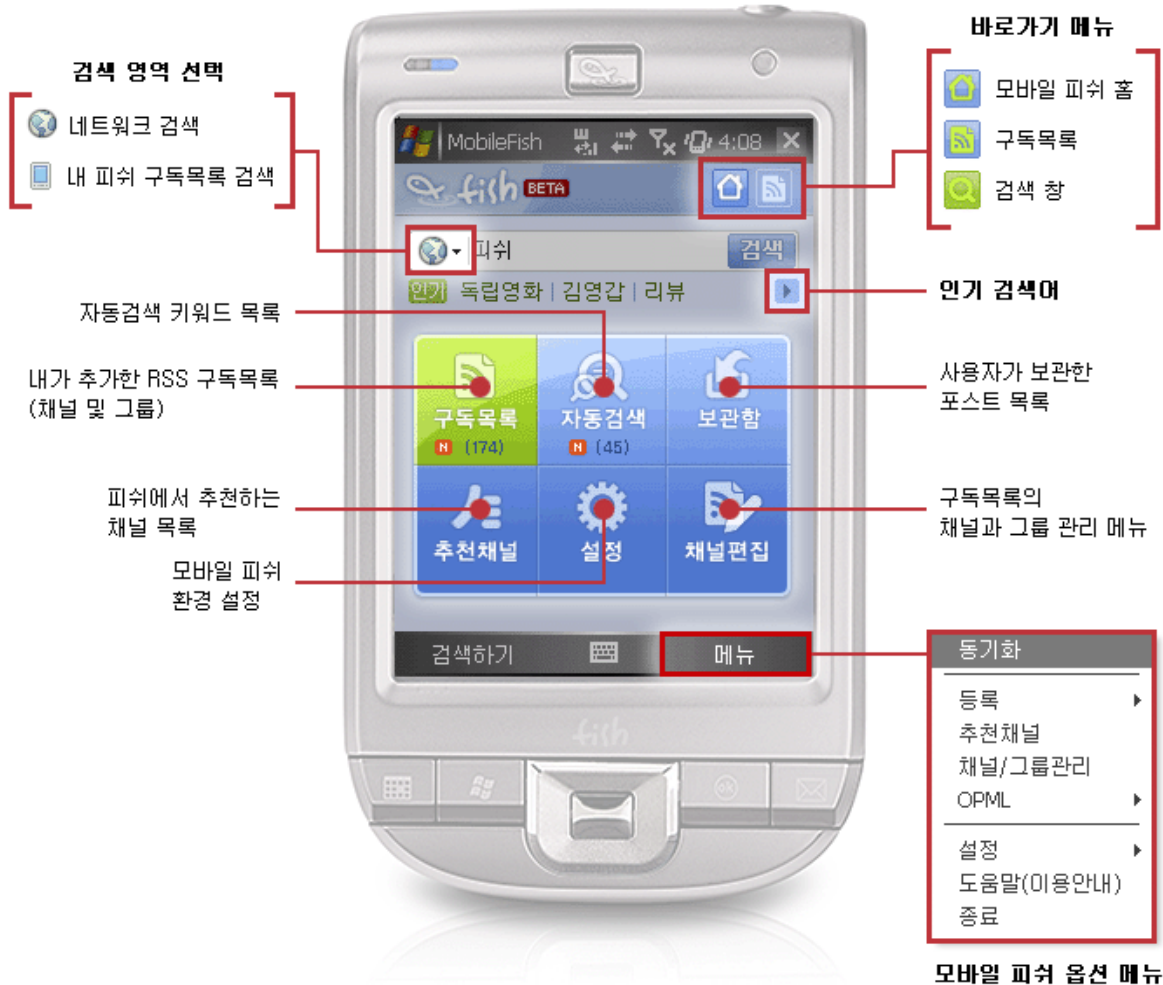 바로가기 메뉴
모바일 피쉬 홈
구독목록
검색 창
검색 영역 선택
네트워크 검색
내 피쉬 구독목록 검색
MobileFish 4:08
fish BETA
피쉬 검색
인기 독립영화 | 김영갑 | 리뷰
인기 검색어
자동검색 키워드 목록
내가 추가한 RSS 구독목록
(채널 및 그룹)
구독목록
N (174)
자동검색
N (45)
보관함
사용자가 보관한
포스트 목록
피쉬에서 추천하는
채널 목록
추천채널
설정
채널편집
구독목록의
채널과 그룹 관리 메뉴
모바일 피쉬
환경 설정
검색하기
메뉴
동기화
등록
추천채널
채널/그룹관리
OPML
설정
도움말(이용안내)
종료
모바일 피쉬 옵션 메뉴
fish
ok